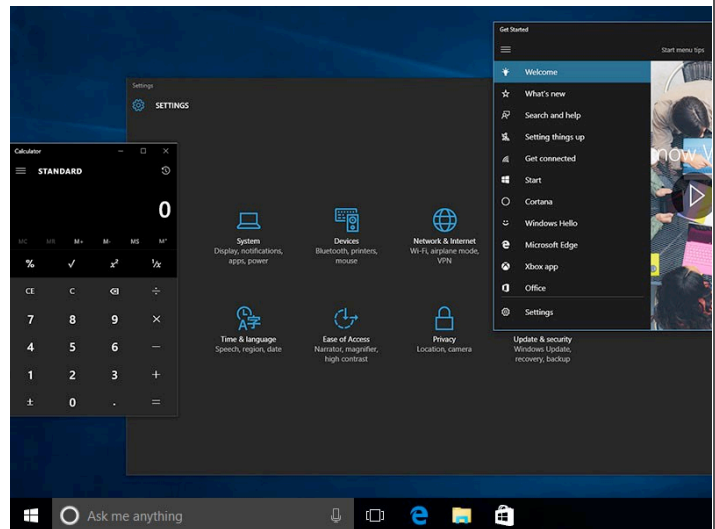 Get Started
Start menu tips
Welcome
What's new
Search and help
Setting things up
Get connected
Start
Cortana
Windows Hello
Microsoft Edge
Xbox app
Office
Settings
now
Settings
SETTINGS
System
Display, notifications,
apps, power
Devices
Bluetooth, printers,
mouse
Network & Internet
Wi-Fi, airplane mode,
VPN
Time & language
Speech, region, date
Ease of Access
Narrator, magnifier,
high contrast
Privacy
Location, camera
Update & security
Windows Update,
recovery, backup
Calculator
STANDARD
0
MC MR M+ M- MS M˅
% √ x² ¹/x
CE C ÷
7 8 9 ×
4 5 6 −
1 2 3 +
± 0 . =
Ask me anything